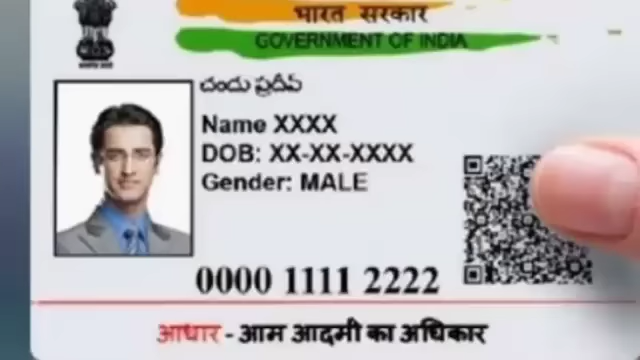 भारत सरकार
GOVERNMENT OF INDIA
చందు ప్రదీప్
Name XXXX
DOB: XX-XX-XXXX
Gender: MALE
0000 1111 2222
आधार - आम आदमी का अधिकार